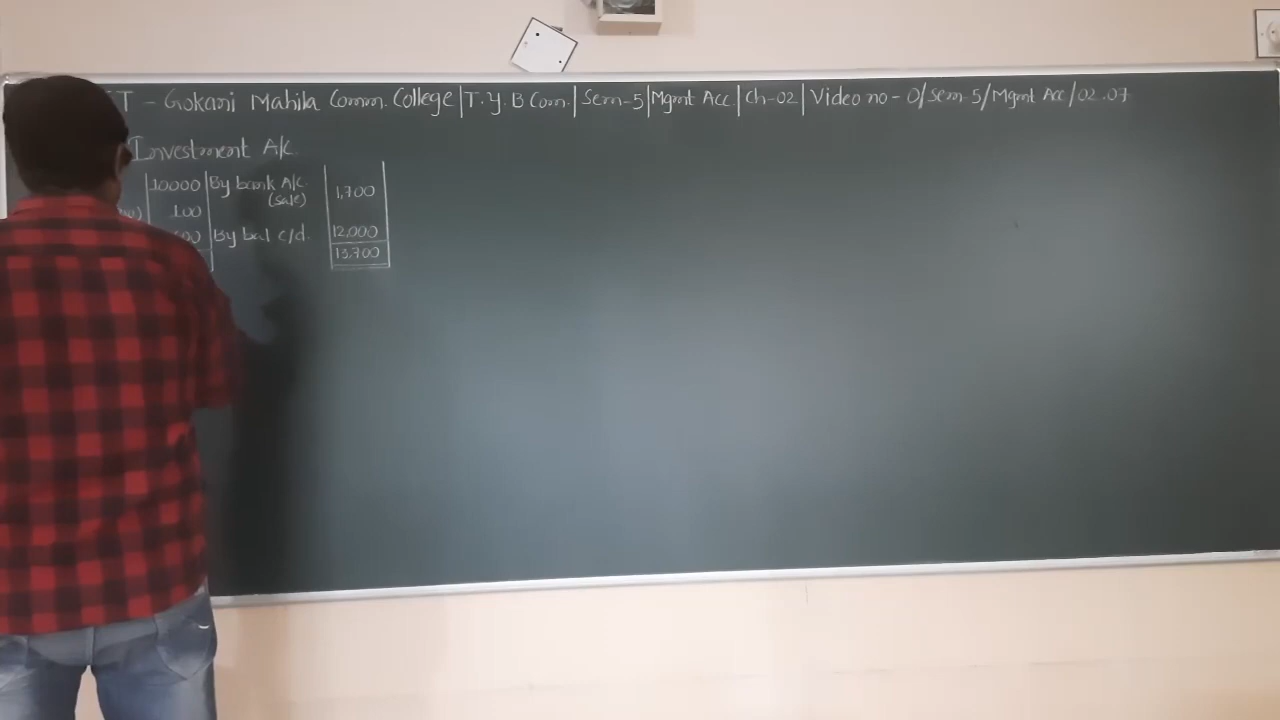 T - Gokani Mahila Comm. College | T.Y. B Com. | Sem-5 | Mgmt Acc. | Ch-02 | Video no - 0/Sem 5/Mgmt Acc/02.07
Investment A/c.
10000 By bank A/c. 1,700
(sale)
100
By bal c/d. 12,000
13,700